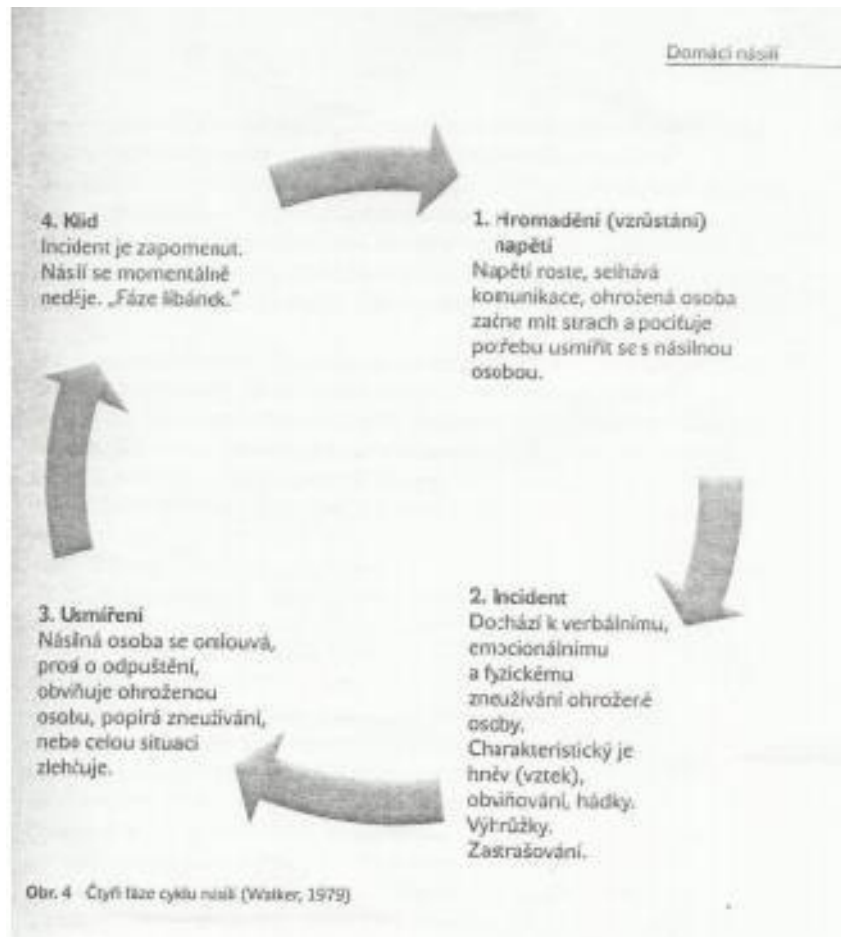 Domácí násilí
4. Klid
Incident je zapomenut.
Násilí se momentálně
neděje. „Fáze líbánek."
1. Hromadění (vzrůstání)
napětí
Napětí roste, selhává
komunikace, ohrožená osoba
začne mít strach a pociťuje
potřebu usmířit se s násilnou
osobou.
2. Incident
Dochází k verbálnímu,
emocionálnímu
a fyzickému
zneužívání ohrožené
osoby.
Charakteristický je
hněv (vztek),
obviňování, hádky.
Výhrůžky.
Zastrašování.
3. Usmíření
Násilná osoba se omlouvá,
prosí o odpuštění,
obviňuje ohroženou
osobu, popírá zneužívání,
nebo celou situaci
zlehčuje.
Obr. 4 Čtyři fáze cyklu násilí (Walker, 1979)